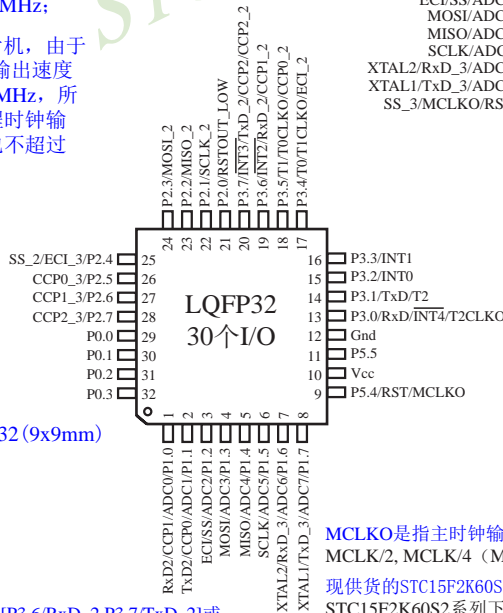 MHz；
机，由于
输出速度
MHz，所
程时钟输
也不超过
ECI/SS/ADC
MOSI/ADC
MISO/ADC
SCLK/ADC
XTAL2/RxD_3/ADC
XTAL1/TxD_3/ADC
SS_3/MCLKO/RS
P2.3/MOSI_2
P2.2/MISO_2
P2.1/SCLK_2
P2.0/RSTOUT_LOW
P3.7/INT3/TxD_2/CCP2/CCP2_2
P3.6/INT2/RxD_2/CCP1_2
P3.5/T1/T0CLKO/CCP0_2
P3.4/T0/T1CLKO/ECI_2
24 23 22 21 20 19 18 17
SS_2/ECI_3/P2.4 25
CCP0_3/P2.5 26
CCP1_3/P2.6 27
CCP2_3/P2.7 28
P0.0 29
P0.1 30
P0.2 31
P0.3 32
LQFP32
30个I/O
16 P3.3/INT1
15 P3.2/INT0
14 P3.1/TxD/T2
13 P3.0/RxD/INT4/T2CLKO
12 Gnd
11 P5.5
10 Vcc
9 P5.4/RST/MCLKO
1 2 3 4 5 6 7 8
RxD2/CCP1/ADC0/P1.0
TxD2/CCP0/ADC1/P1.1
ECI/SS/ADC2/P1.2
MOSI/ADC3/P1.3
MISO/ADC4/P1.4
SCLK/ADC5/P1.5
XTAL2/RxD_3/ADC6/P1.6
XTAL1/TxD_3/ADC7/P1.7
32(9x9mm)
MCLKO是指主时钟输
MCLK/2, MCLK/4（M
现供货的STC15F2K60S
STC15F2K60S2系列下
[P3.6/RxD_2,P3.7/TxD_2]或